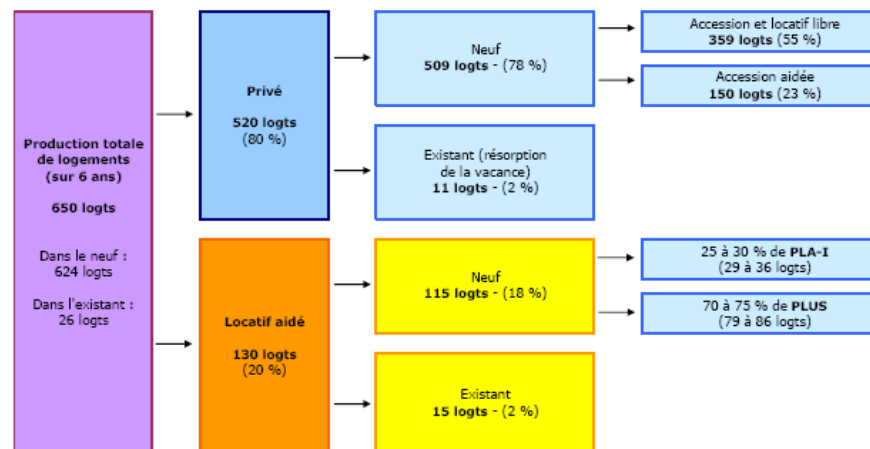 Production totale
de logements
(sur 6 ans)
650 logts
Dans le neuf :
624 logts
Dans l'existant :
26 logts
Privé
520 logts
(80 %)
Neuf
509 logts - (78 %)
Accession et locatif libre
359 logts (55 %)
Accession aidée
150 logts (23 %)
Existant (résorption
de la vacance)
11 logts - (2 %)
Locatif aidé
130 logts
(20 %)
Neuf
115 logts - (18 %)
25 à 30 % de PLA-I
(29 à 36 logts)
70 à 75 % de PLUS
(79 à 86 logts)
Existant
15 logts - (2 %)